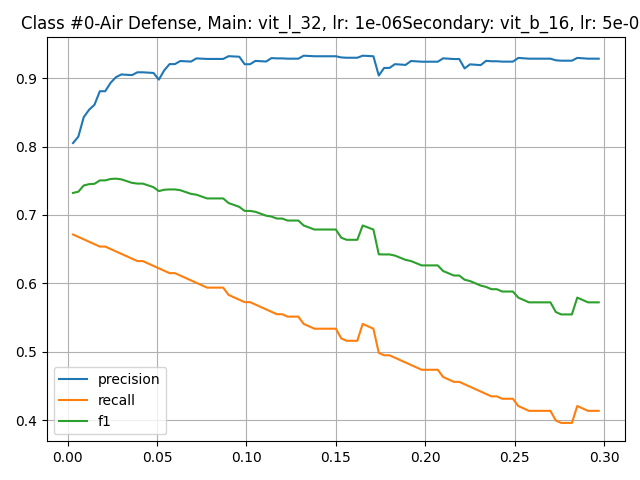 Class #0-Air Defense, Main: vit_l_32, lr: 1e-06Secondary: vit_b_16, lr: 5e-0
0.9
0.8
0.7
0.6
0.5
0.4
precision
recall
f1
0.00 0.05 0.10 0.15 0.20 0.25 0.30